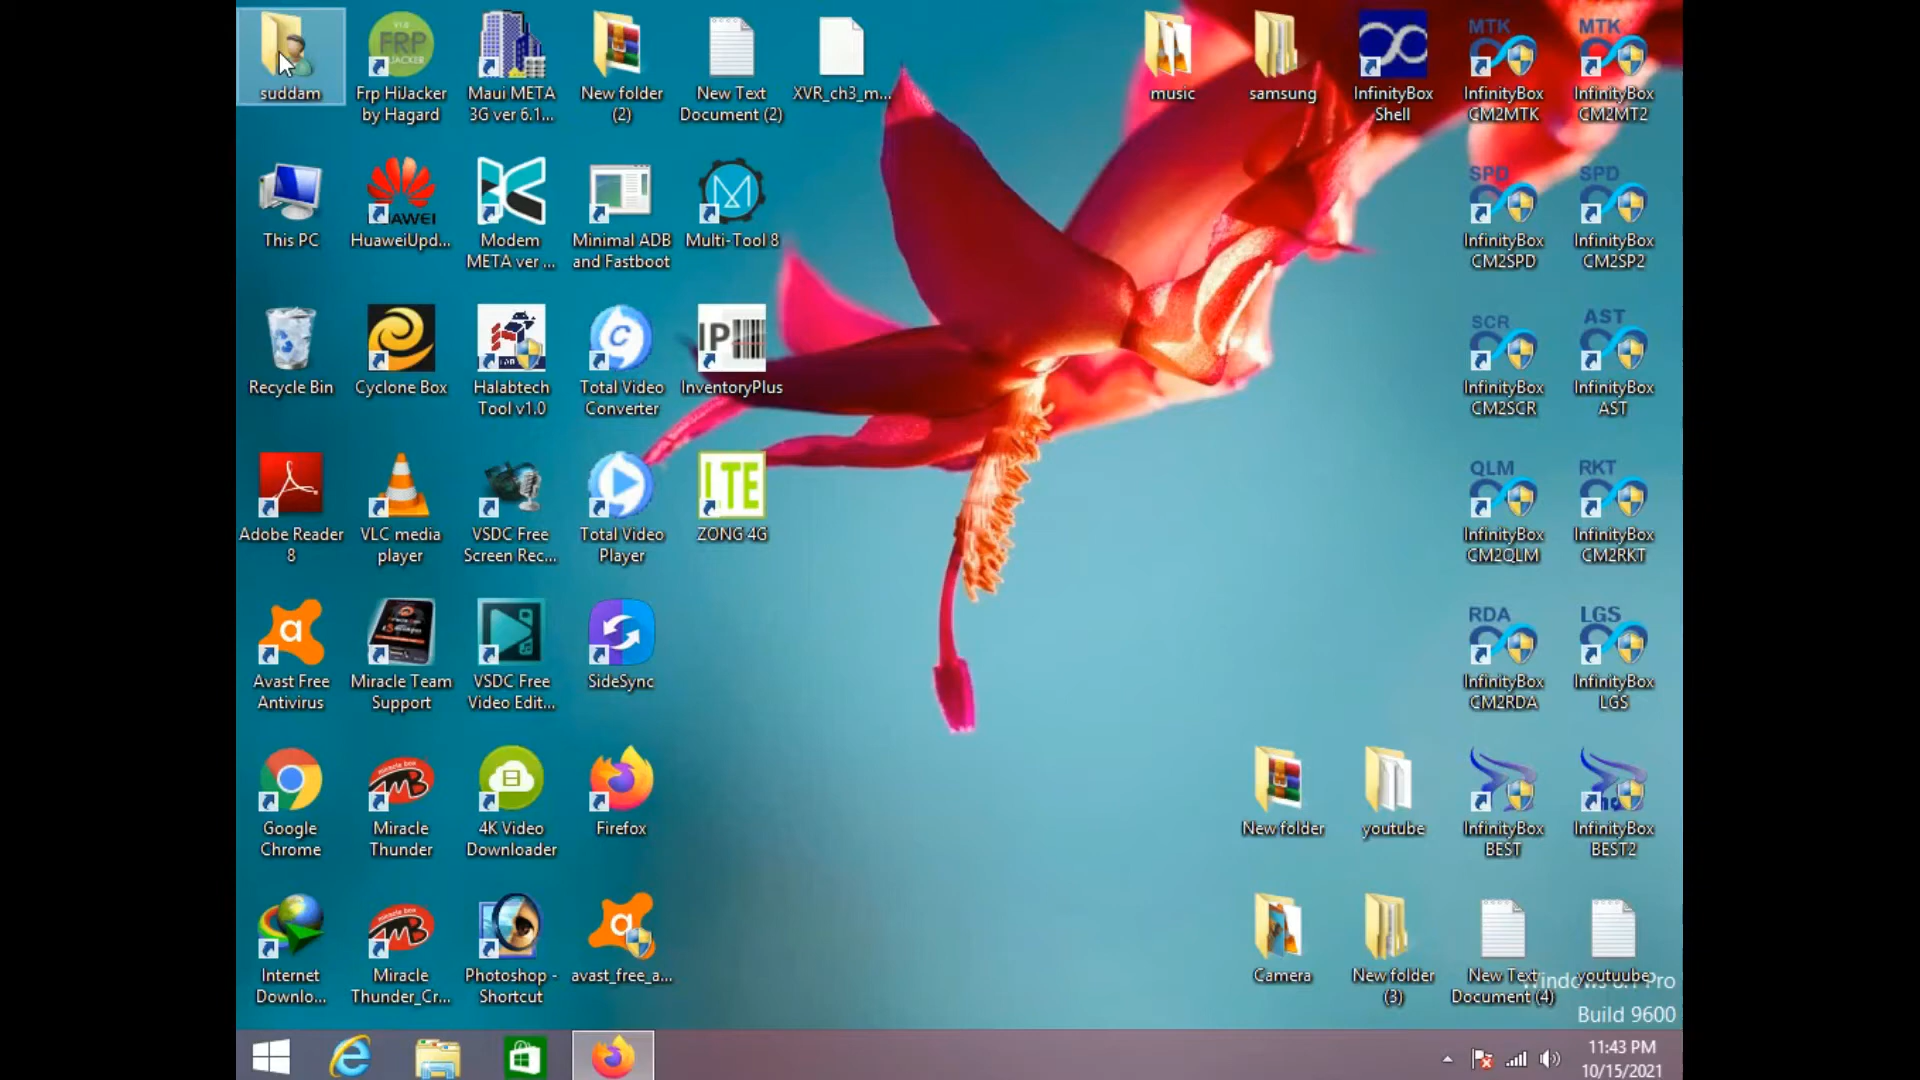 suddam
Frp HiJacker
by Hagard
Maui META
3G ver 6.1...
New folder
(2)
New Text
Document (2)
XVR_ch3_m...
music
samsung
InfinityBox
Shell
MTK
InfinityBox
CM2MTK
MTK
InfinityBox
CM2MT2
This PC
HUAWEI
HuaweiUpd...
Modem
META ver ...
Minimal ADB
and Fastboot
Multi-Tool 8
SPD
InfinityBox
CM2SPD
SPD
InfinityBox
CM2SP2
Recycle Bin
Cyclone Box
Halabtech
Tool v1.0
Total Video
Converter
IP
InventoryPlus
SCR
InfinityBox
CM2SCR
AST
InfinityBox
AST
Adobe Reader
8
VLC media
player
VSDC Free
Screen Rec...
Total Video
Player
LTE
ZONG 4G
QLM
InfinityBox
CM2QLM
RKT
InfinityBox
CM2RKT
Avast Free
Antivirus
Miracle Team
Support
VSDC Free
Video Edit...
SideSync
RDA
InfinityBox
CM2RDA
LGS
InfinityBox
LGS
Google
Chrome
Miracle
Thunder
4K Video
Downloader
Firefox
New folder
youtube
InfinityBox
BEST
InfinityBox
BEST2
Internet
Downlo...
Miracle
Thunder_Cr...
Photoshop -
Shortcut
avast_free_a...
Camera
New folder
(3)
New Text
Document (4)
youtuube
Windows 8.1 Pro
Build 9600
11:43 PM
10/15/2021